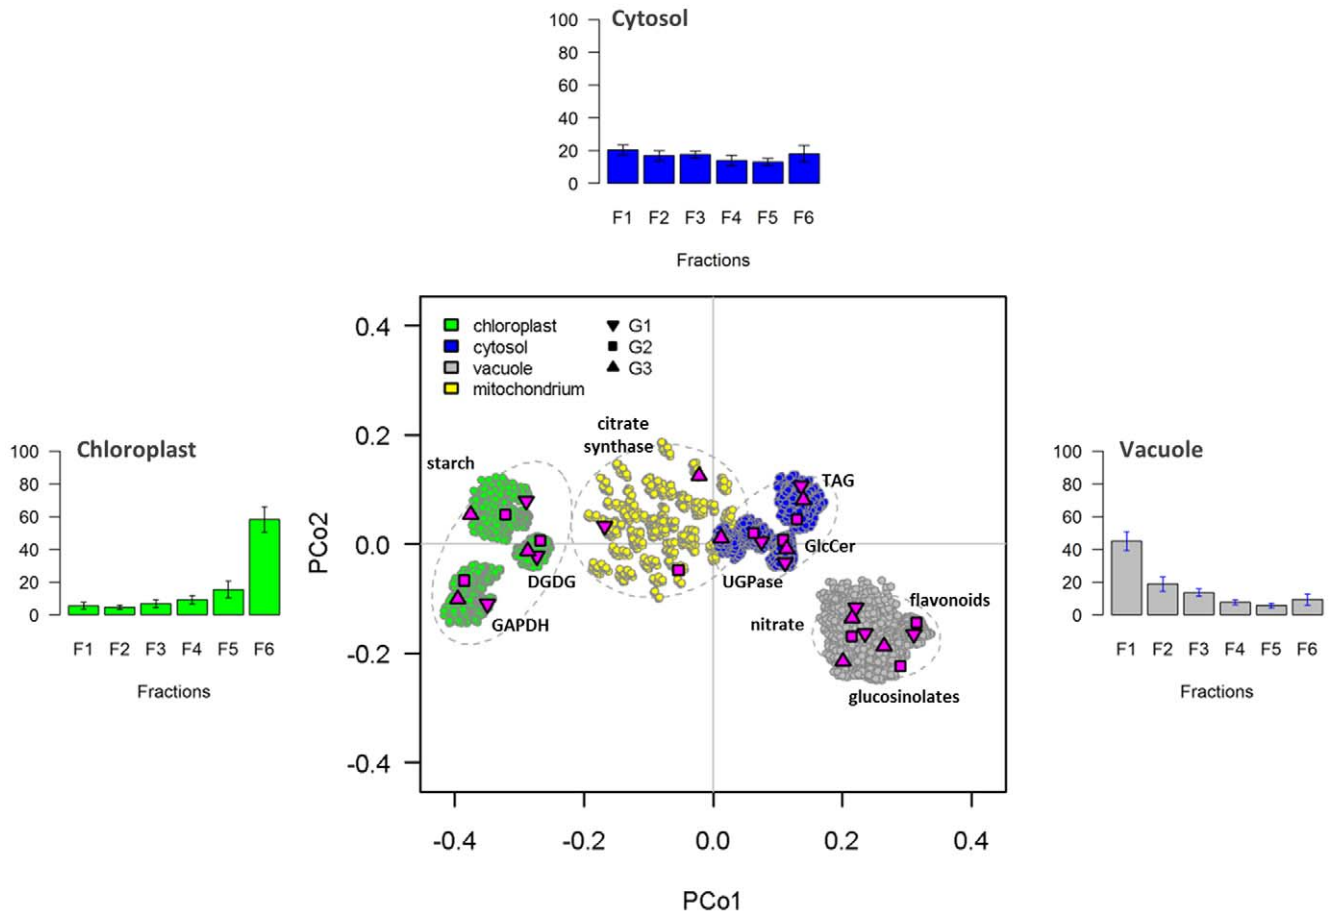 Cytosol
100
80
60
40
20
0
F1 F2 F3 F4 F5 F6
Fractions
Chloroplast
100
80
60
40
20
0
F1 F2 F3 F4 F5 F6
Fractions
PCo2
0.4
0.2
0.0
-0.2
-0.4
chloroplast
cytosol
vacuole
mitochondrium
G1
G2
G3
citrate
synthase
starch
TAG
DGDG
UGPase
GlcCer
GAPDH
nitrate
flavonoids
glucosinolates
-0.4 -0.2 0.0 0.2 0.4
PCo1
Vacuole
100
80
60
40
20
0
F1 F2 F3 F4 F5 F6
Fractions